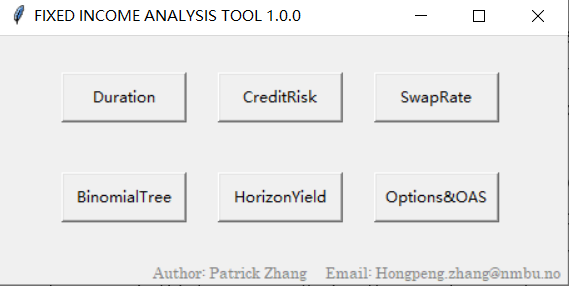 FIXED INCOME ANALYSIS TOOL 1.0.0
Duration CreditRisk SwapRate
BinomialTree HorizonYield Options&OAS
Author: Patrick Zhang Email: Hongpeng.zhang@nmbu.no